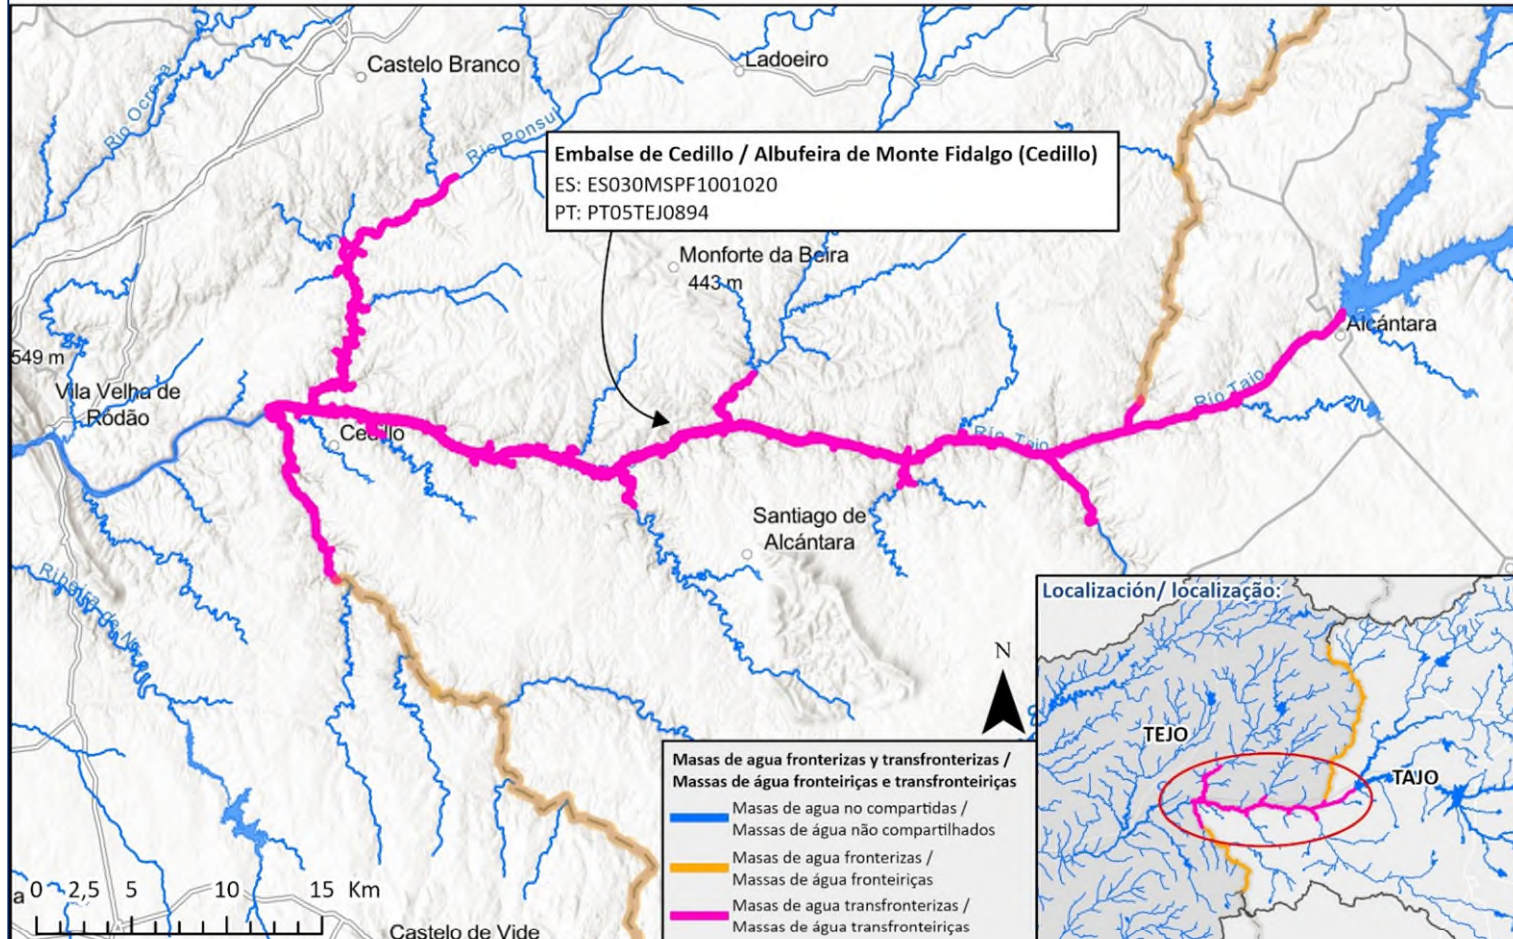 Castelo Branco
Ladoeiro
Rio Ocreza
Rio Ponsul
Embalse de Cedillo / Albufeira de Monte Fidalgo (Cedillo)
ES: ES030MSPF1001020
PT: PT05TEJ0894
Monforte da Beira
443 m
Alcántara
549 m
Vila Velha de
Ródão
Río Tajo
Cedillo
Río Tajo
Santiago de
Alcántara
Ribeira de
N
Localización/ localização:
TEJO
TAJO
Masas de agua fronterizas y transfronterizas /
Massas de água fronteiriças e transfronteiriças
Masas de agua no compartidas /
Massas de água não compartilhados
Masas de agua fronterizas /
Massas de água fronteiriças
Masas de agua transfronterizas /
Massas de água transfronteiriças
a
0 2,5 5 10 15 Km
Castelo de Vide